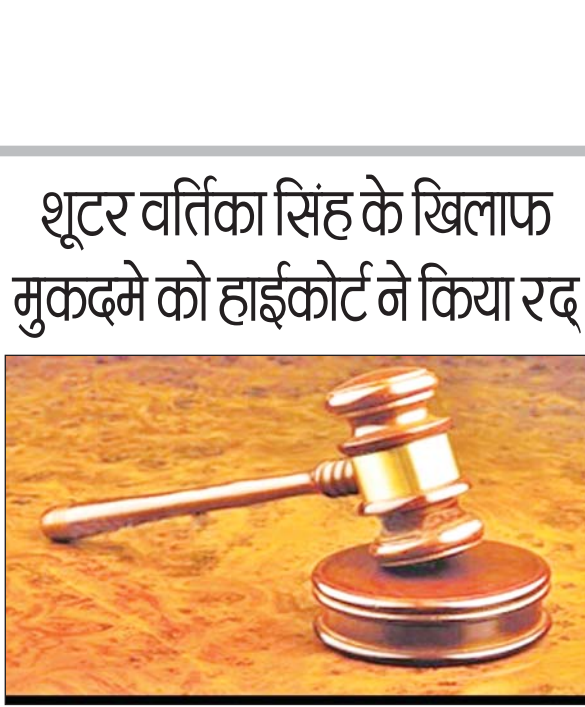 शूटर वर्तिका सिंह के खिलाफ
मुकदमे को हाईकोर्ट ने किया रद्